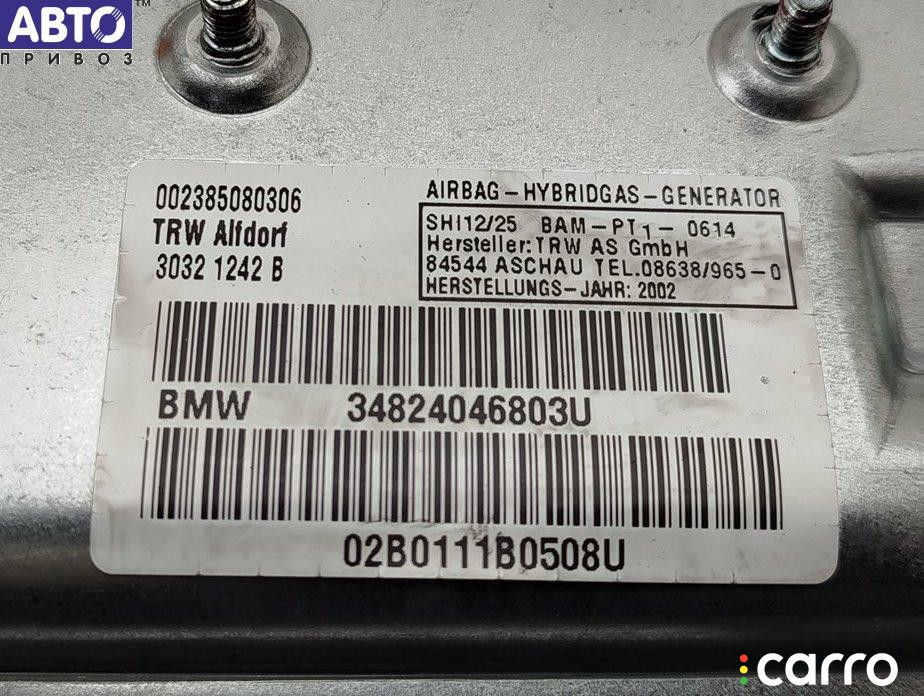 АВТО™
ПРИВОЗ
002385080306
TRW Alfdorf
3032 1242 B
AIRBAG-HYBRIDGAS-GENERATOR
SHI12/25 BAM-PT1-0614
Hersteller: TRW AS GmbH
84544 ASCHAU TEL.08638/965-0
HERSTELLUNGS-JAHR: 2002
BMW 34824046803U
02B0111B0508U
carro